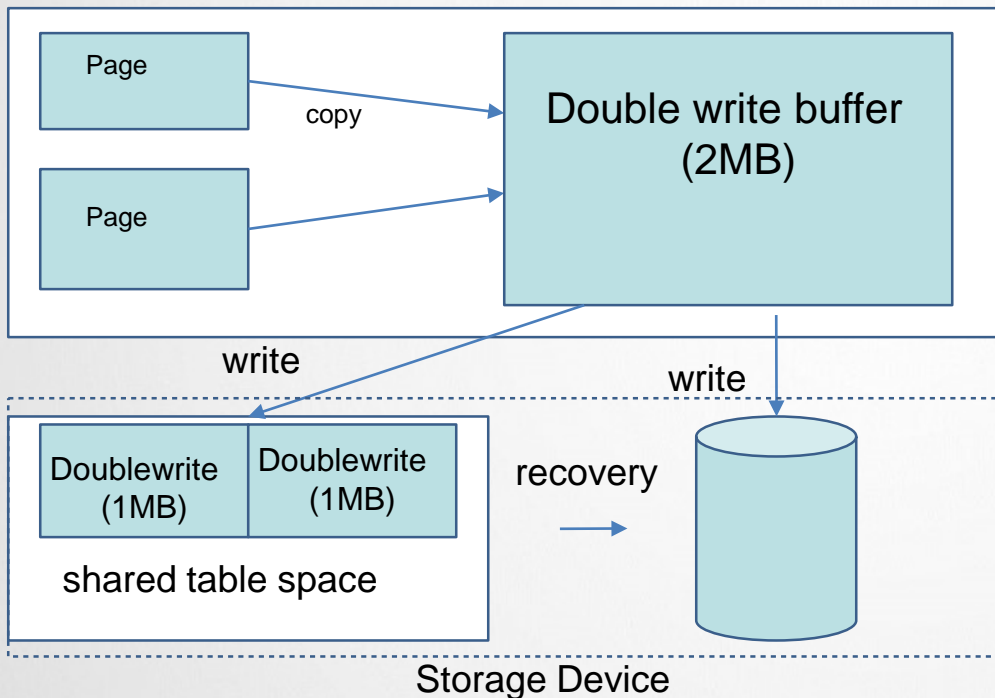 Page
copy
Double write buffer
(2MB)
Page
write
write
Doublewrite
(1MB)
Doublewrite
(1MB)
recovery
shared table space
Storage Device